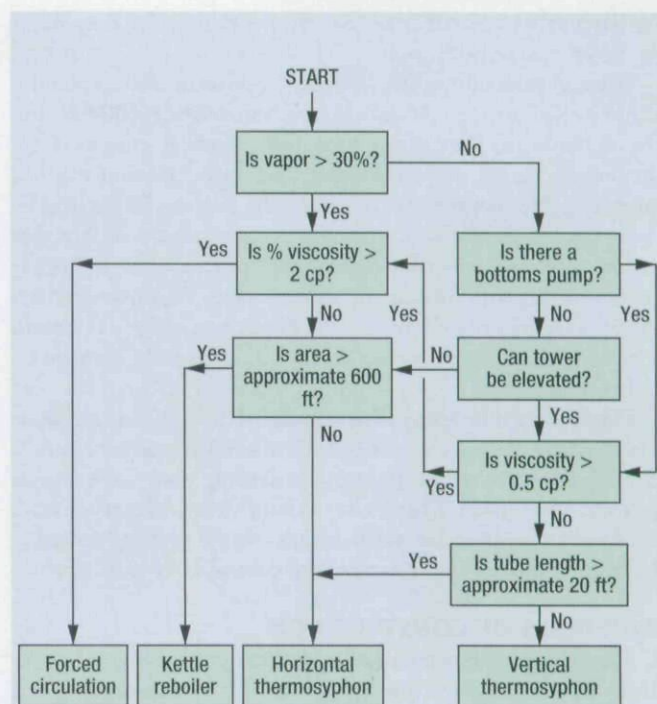 START
Is vapor > 30%?
No
Yes
Yes
Is % viscosity >
2 cp?
Is there a
bottoms pump?
No
Yes
No
Yes
Yes
Is area >
approximate 600
ft?
No
Can tower
be elevated?
No
Yes
Is viscosity >
0.5 cp?
Yes
No
Yes
Is tube length >
approximate 20 ft?
No
Forced
circulation
Kettle
reboiler
Horizontal
thermosyphon
Vertical
thermosyphon